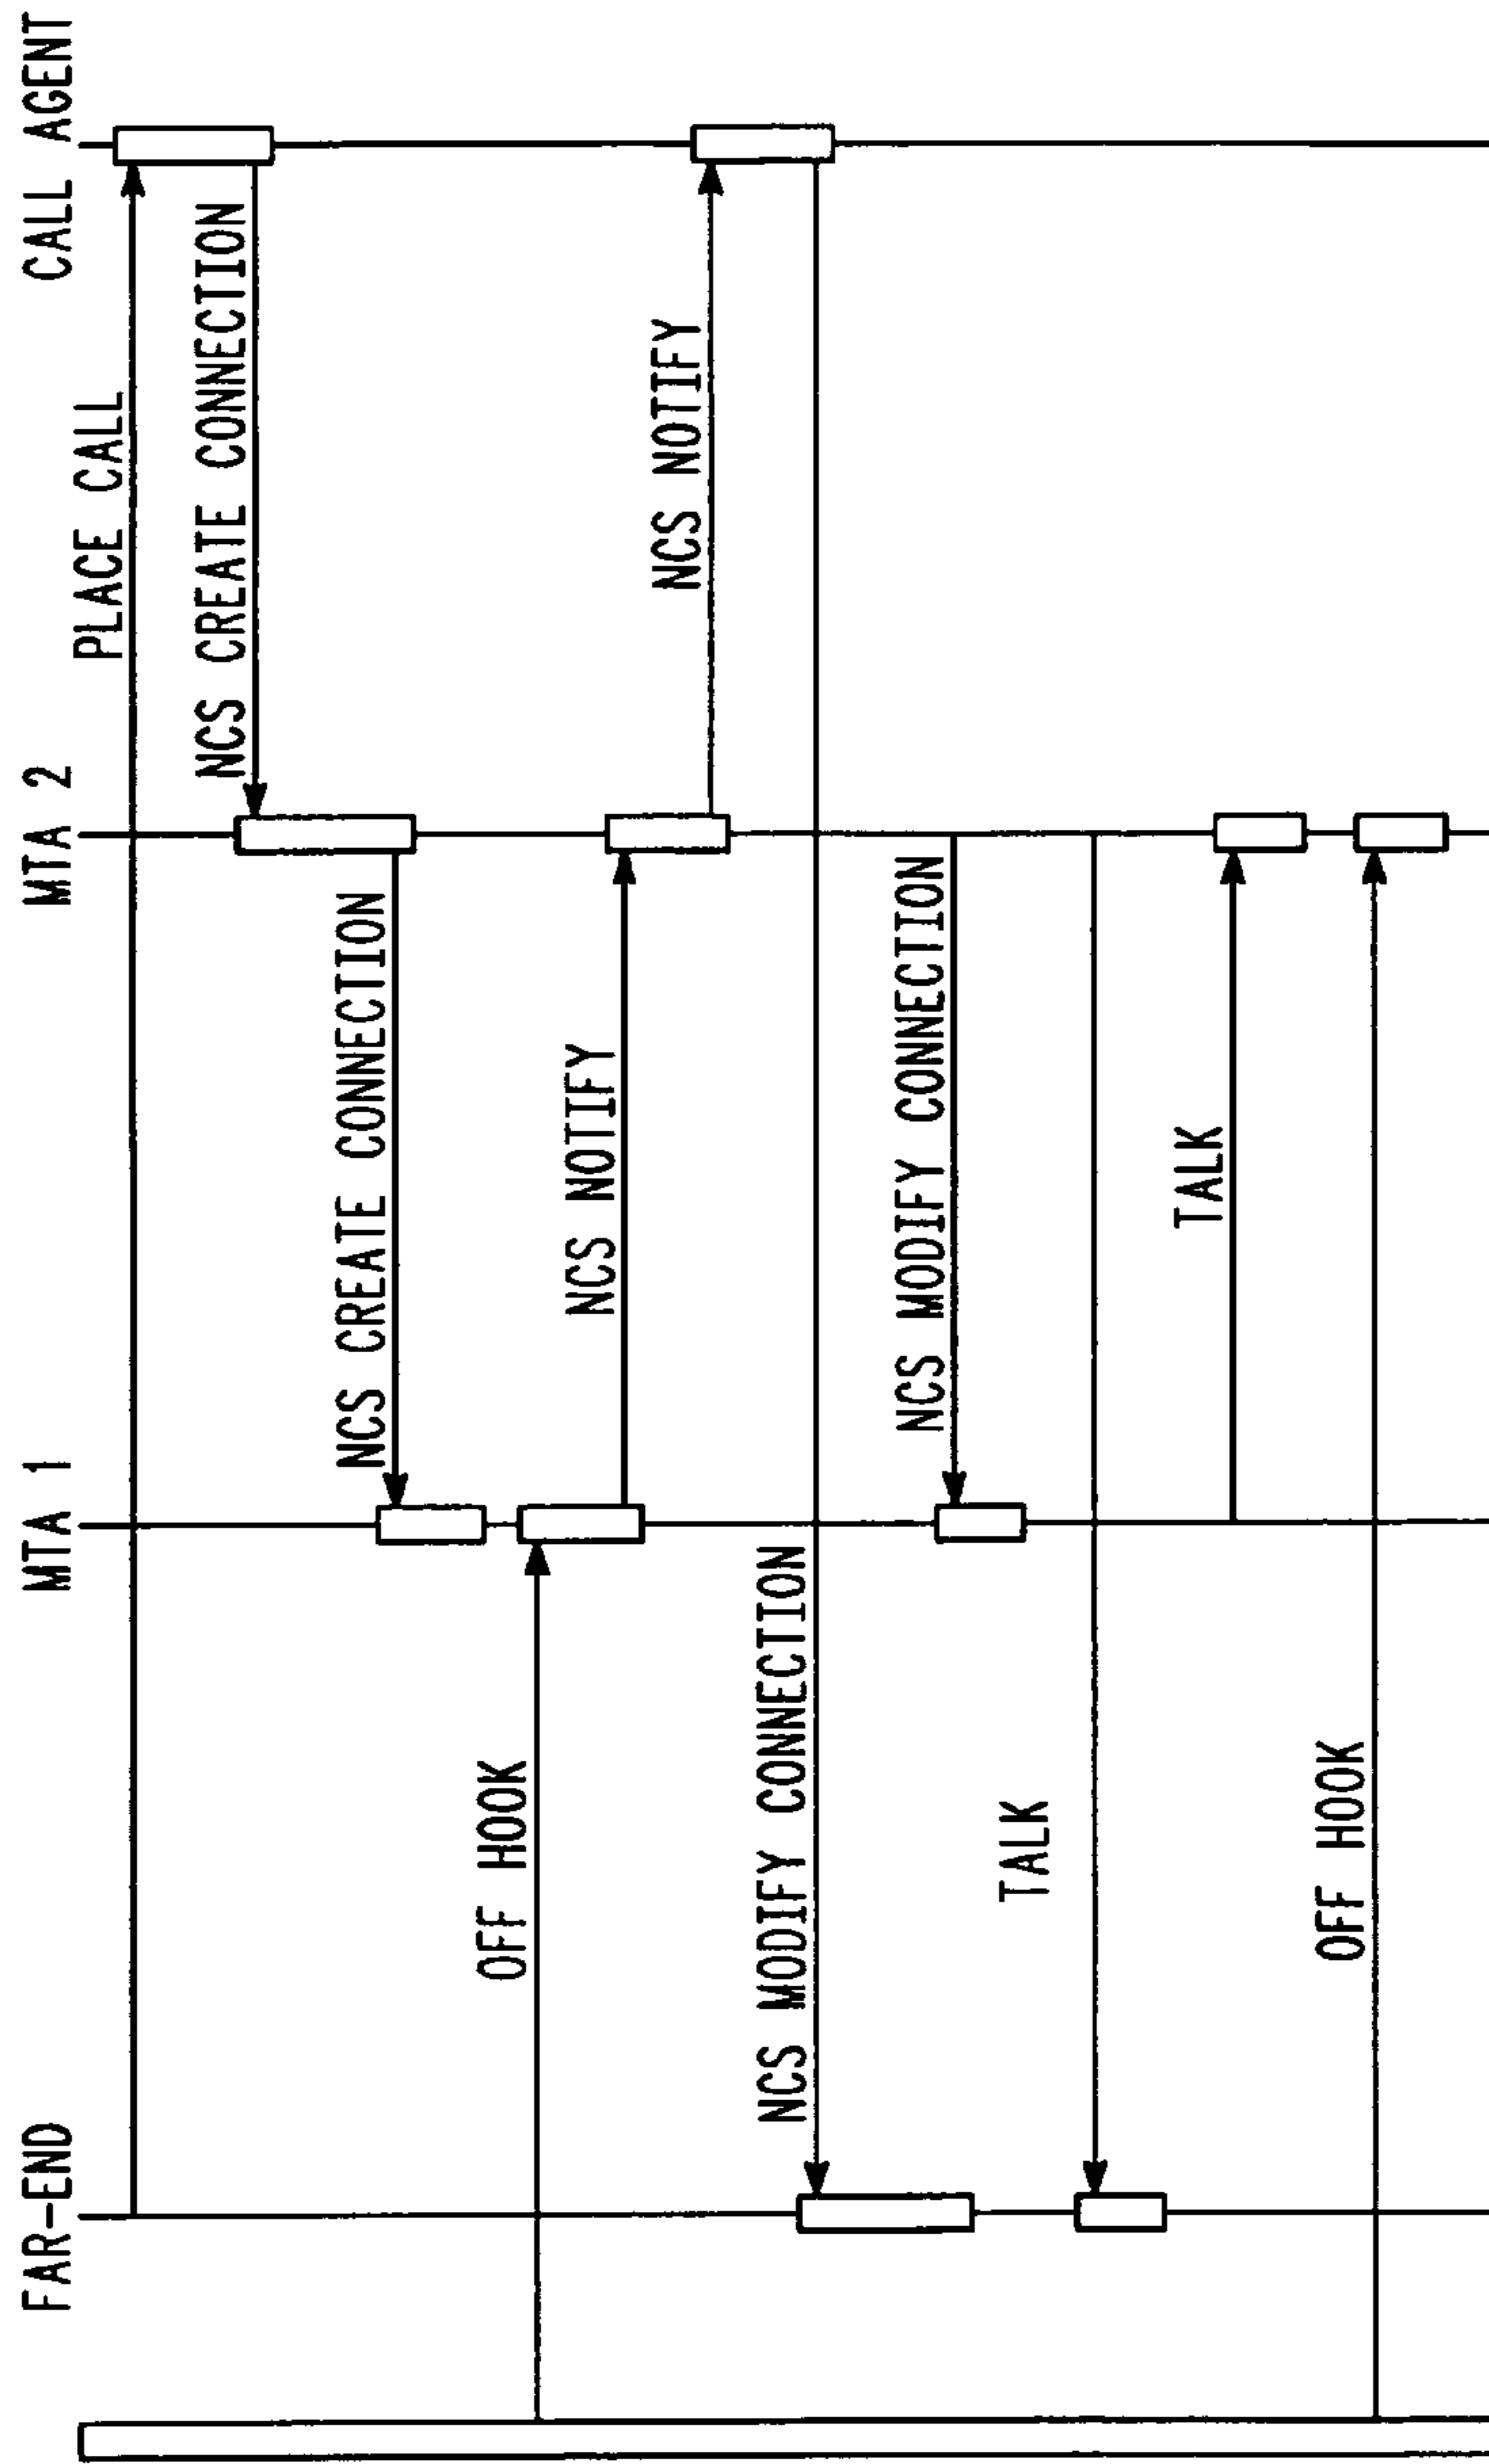 FAR-END
MTA 1
MTA 2
CALL AGENT
PLACE CALL
NCS CREATE CONNECTION
NCS CREATE CONNECTION
OFF HOOK
NCS NOTIFY
NCS NOTIFY
NCS MODIFY CONNECTION
NCS MODIFY CONNECTION
TALK
TALK
OFF HOOK